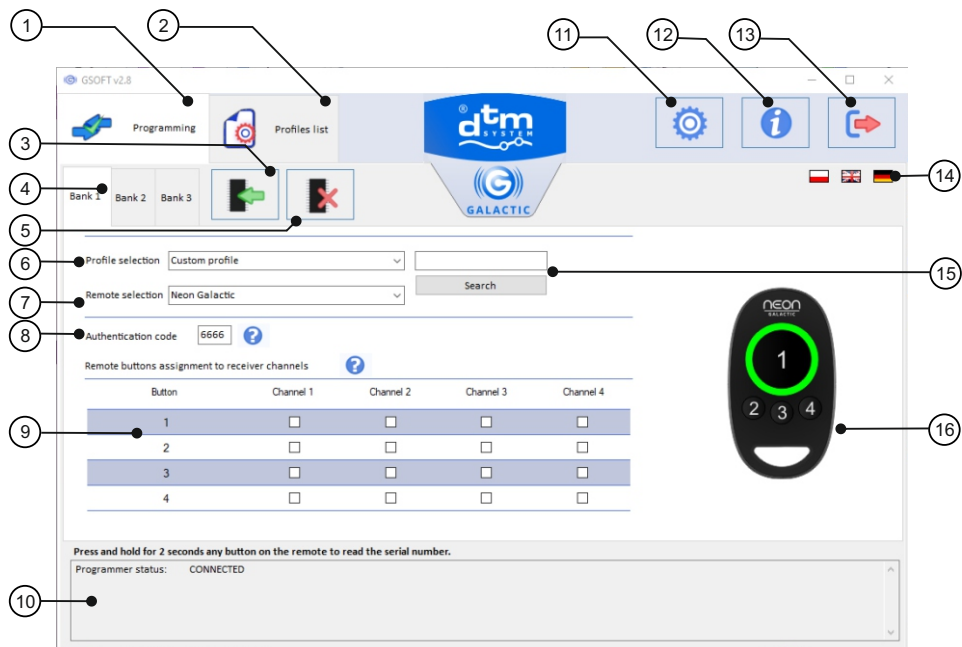 1
2
11
12
13
GSOFT v2.8
Programming
Profiles list
® dtm
SYSTEM
3
4
14
Bank 1
Bank 2
Bank 3
G
GALACTIC
5
6
Profile selection
Custom profile
15
7
Remote selection
Neon Galactic
Search
8
Authentication code
6666
?
Remote buttons assignment to receiver channels
?
Button Channel 1 Channel 2 Channel 3 Channel 4
9
1
2
3
4
neon
GALACTIC
1
2 3 4
16
Press and hold for 2 seconds any button on the remote to read the serial number.
Programmer status: CONNECTED
10